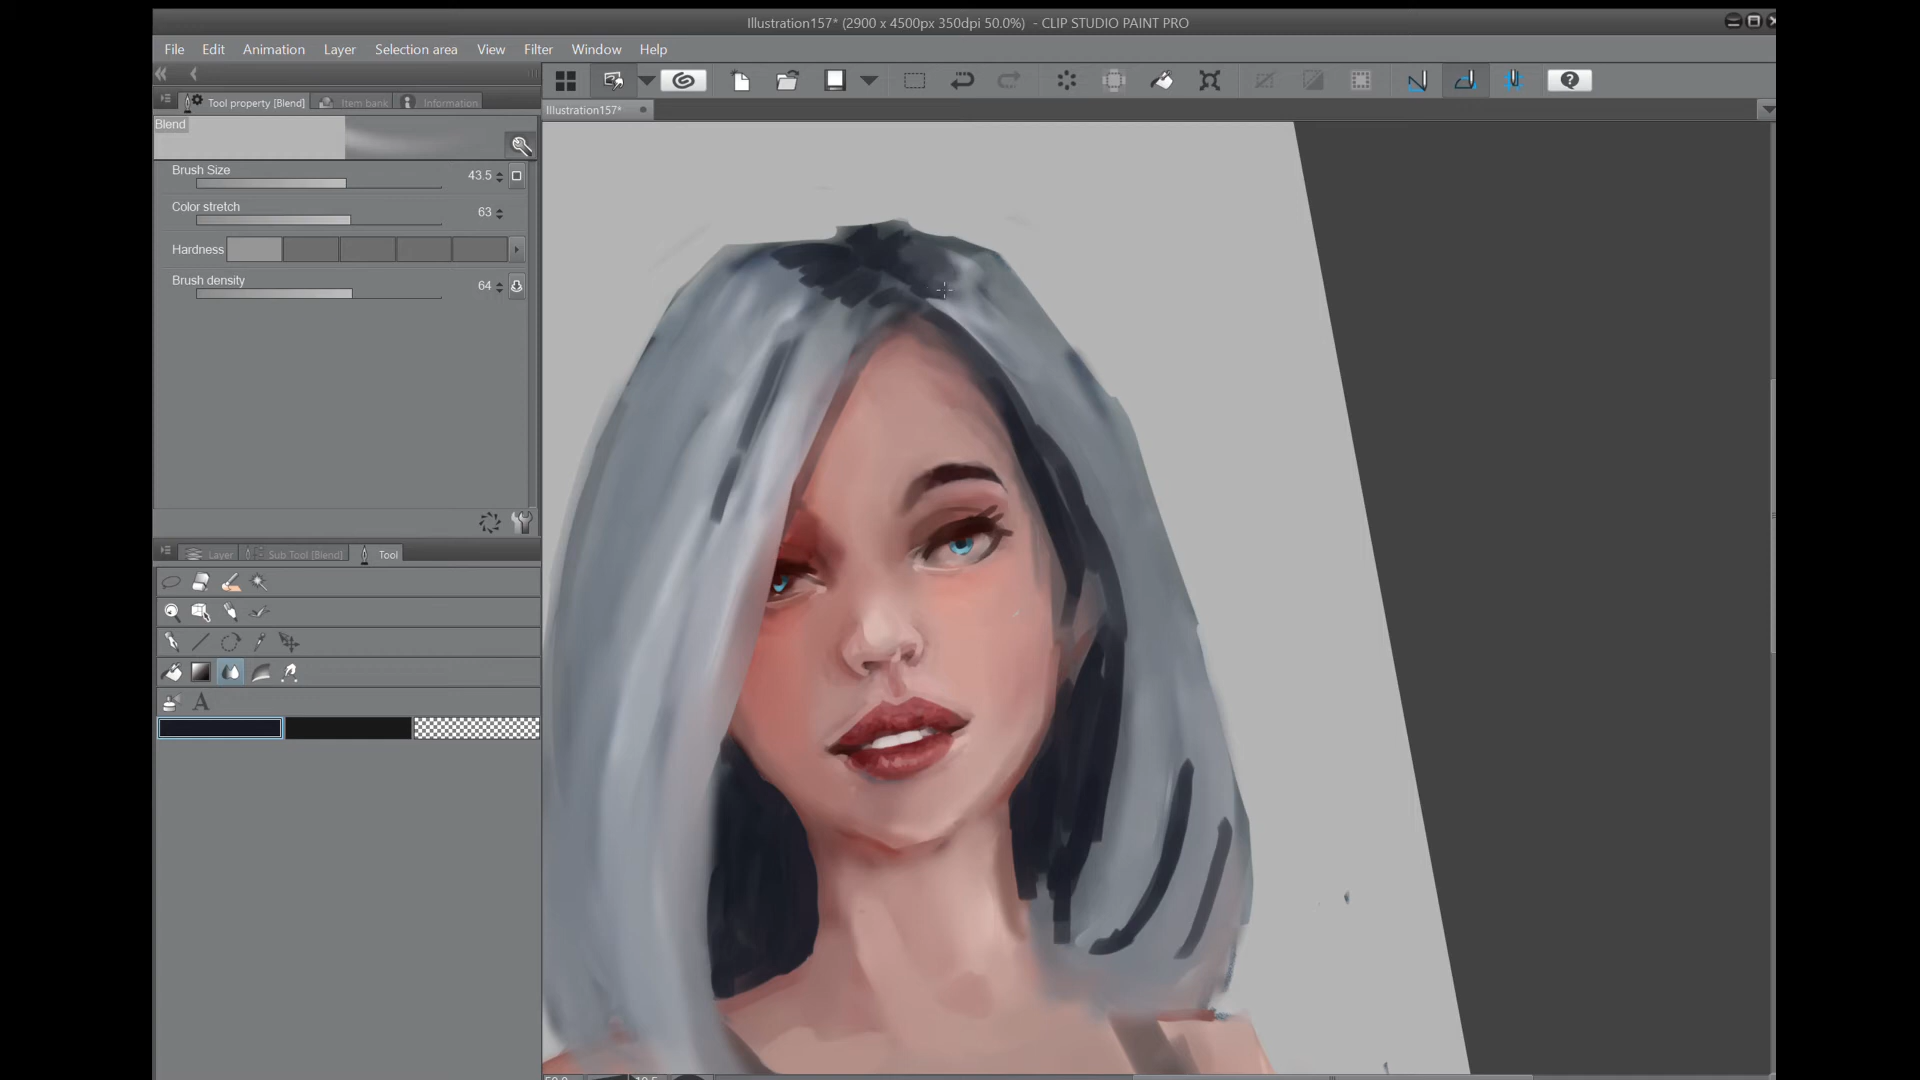 Illustration157* (2900 x 4500px 350dpi 50.0%) - CLIP STUDIO PAINT PRO
File Edit Animation Layer Selection area View Filter Window Help
Tool property [Blend] Item bank Information
Illustration157*
Blend
Brush Size 43.5
Color stretch 63
Hardness
Brush density 64
Layer Sub Tool [Blend] Tool
A